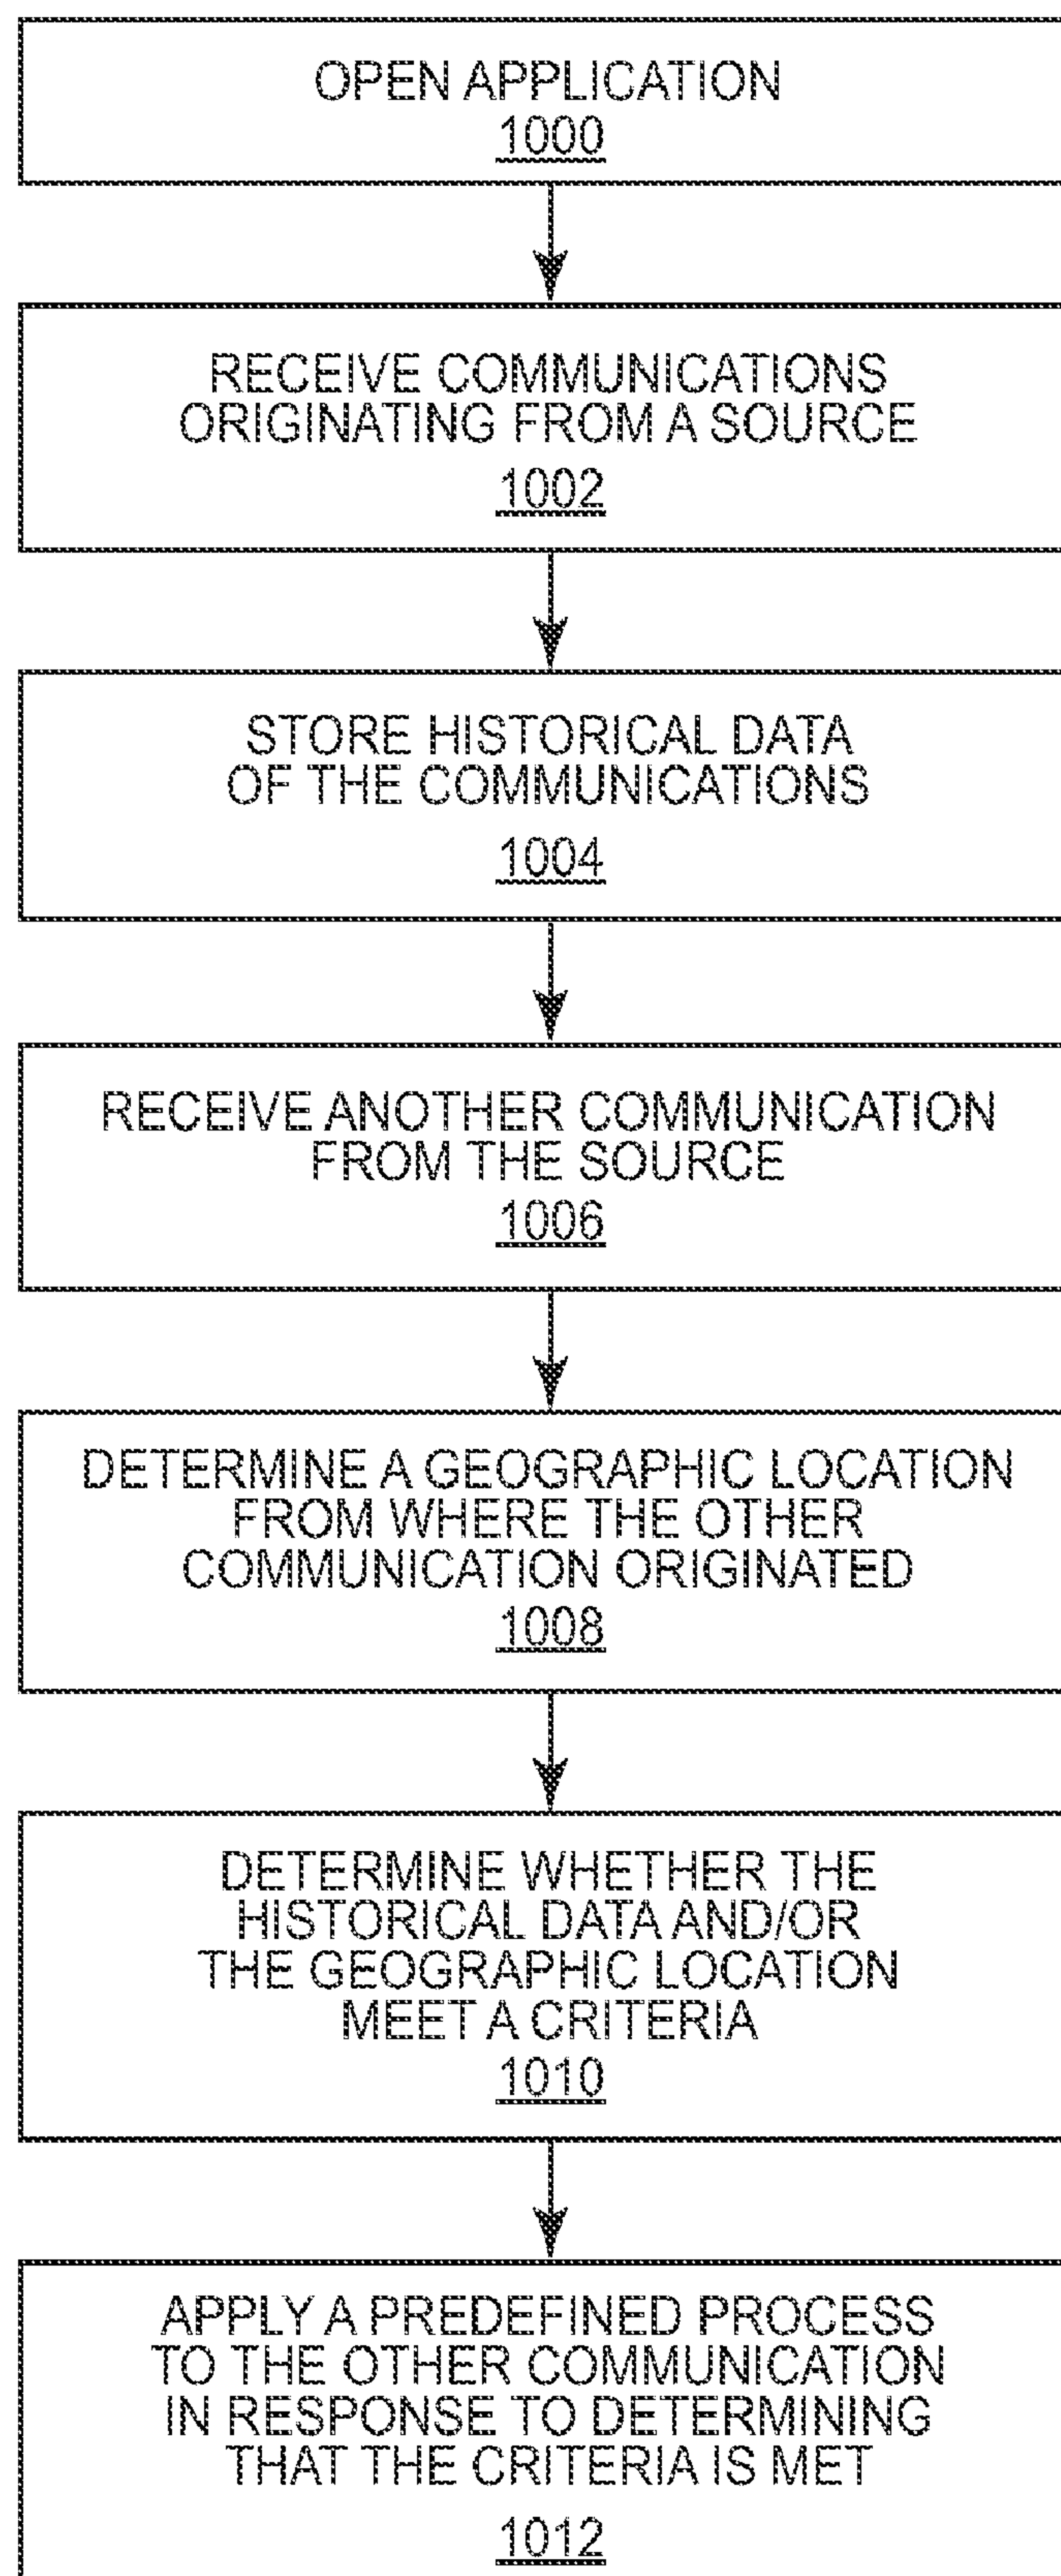 OPEN APPLICATION
1000
RECEIVE COMMUNICATIONS
ORIGINATING FROM A SOURCE
1002
STORE HISTORICAL DATA
OF THE COMMUNICATIONS
1004
RECEIVE ANOTHER COMMUNICATION
FROM THE SOURCE
1006
DETERMINE A GEOGRAPHIC LOCATION
FROM WHERE THE OTHER
COMMUNICATION ORIGINATED
1008
DETERMINE WHETHER THE
HISTORICAL DATA AND/OR
THE GEOGRAPHIC LOCATION
MEET A CRITERIA
1010
APPLY A PREDEFINED PROCESS
TO THE OTHER COMMUNICATION
IN RESPONSE TO DETERMINING
THAT THE CRITERIA IS MET
1012